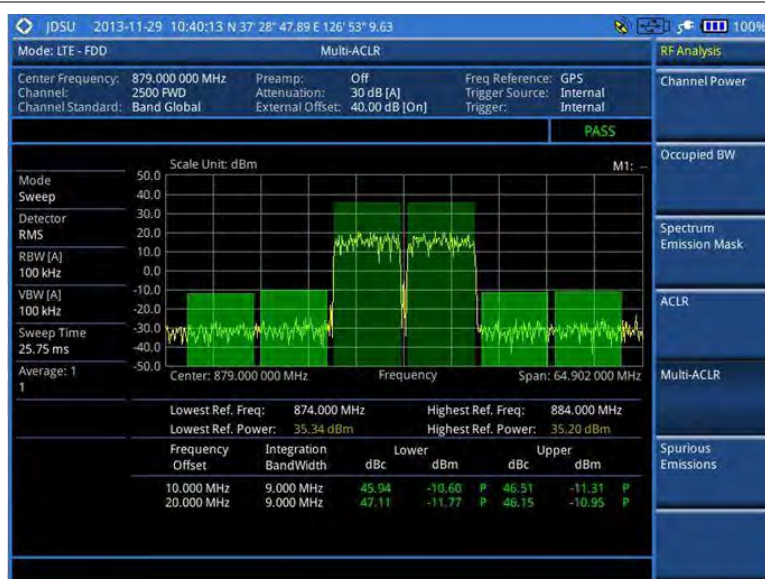 JDSU 2013-11-29 10:40:13 N 37° 28" 47.89 E 126° 53" 9.63 100%
Mode: LTE - FDD Multi-ACLR RF Analysis
Center Frequency: 879.000 000 MHz Preamp: Off Freq Reference: GPS
Channel: 2500 FWD Attenuation: 30 dB [A] Trigger Source: Internal
Channel Standard: Band Global External Offset: 40.00 dB [On] Trigger: Internal
Channel Power
PASS
Occupied BW
Scale Unit: dBm M1: --
Mode
Sweep
Detector
RMS
RBW [A]
100 kHz
VBW [A]
100 kHz
Sweep Time
25.75 ms
Average: 1
1
50.0
40.0
30.0
20.0
10.0
0.0
-10.0
-20.0
-30.0
-40.0
-50.0
Spectrum
Emission Mask
ACLR
Multi-ACLR
Spurious
Emissions
Center: 879.000 000 MHz Frequency Span: 64.902 000 MHz
Lowest Ref. Freq: 874.000 MHz Highest Ref. Freq: 884.000 MHz
Lowest Ref. Power: 35.34 dBm Highest Ref. Power: 35.20 dBm
Frequency Integration Lower Upper
Offset BandWidth dBc dBm dBc dBm
10.000 MHz 9.000 MHz 45.94 -10.60 P 46.51 -11.31 P
20.000 MHz 9.000 MHz 47.11 -11.77 P 46.15 -10.95 P